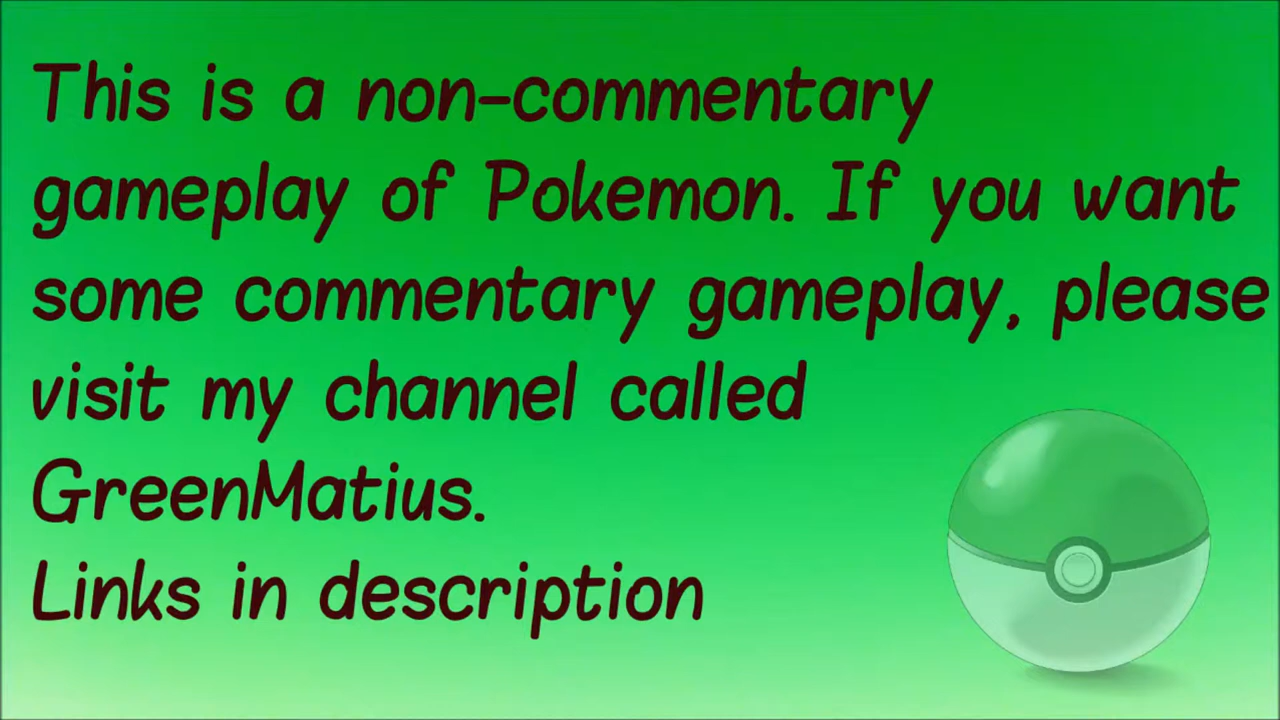 This is a non-commentary
gameplay of Pokemon. If you want
some commentary gameplay, please
visit my channel called
GreenMatius.
Links in description